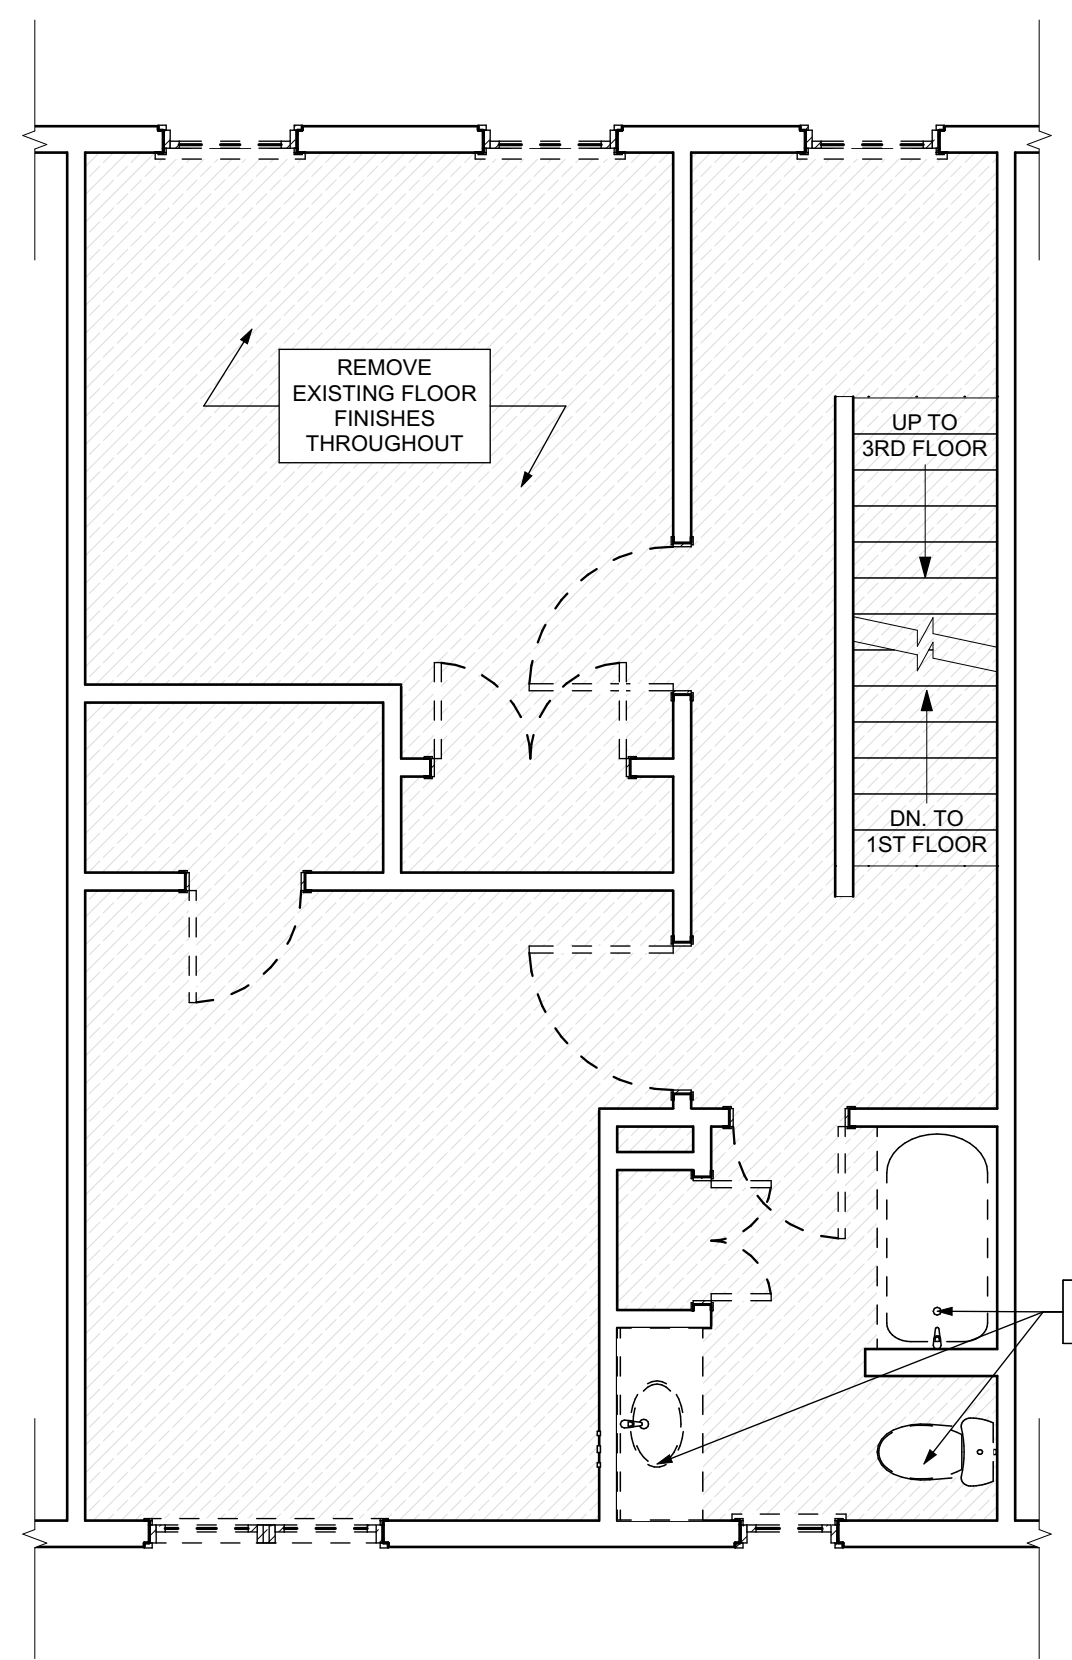 REMOVE
EXISTING FLOOR
FINISHES
THROUGHOUT
UP TO
3RD FLOOR
DN. TO
1ST FLOOR